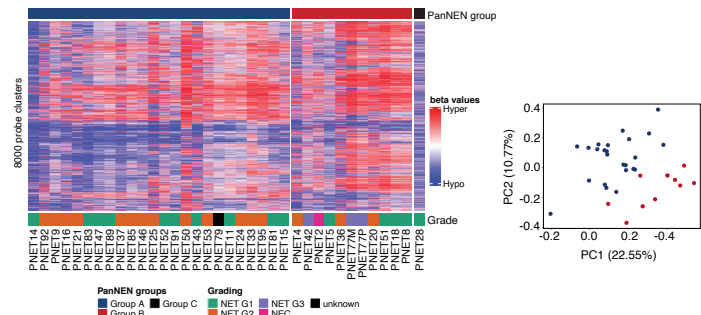 PanNEN group
8000 probe clusters
beta values
Hyper
Hypo
Grade
PNET14
PNET92
PNET9
PNET16
PNET21
PNET83
PNET47
PNET89
PNET37
PNET85
PNET46
PNET25
PNET52
PNET91
PNET50
PNET43
PNET53
PNET79
PNET11
PNET24
PNET33
PNET95
PNET81
PNET15
PNET4
PNET42
PNET2
PNET5
PNET36
PNET77M
PNET77P
PNET20
PNET51
PNET18
PNET28
PanNEN groups
Group A
Group C
Group B
Grading
NET G1
NET G3
unknown
NET G2
NEC
PC2 (10.77%)
0.4
0.2
0.0
-0.2
-0.4
-0.2
0.0
0.2
-0.4
PC1 (22.55%)